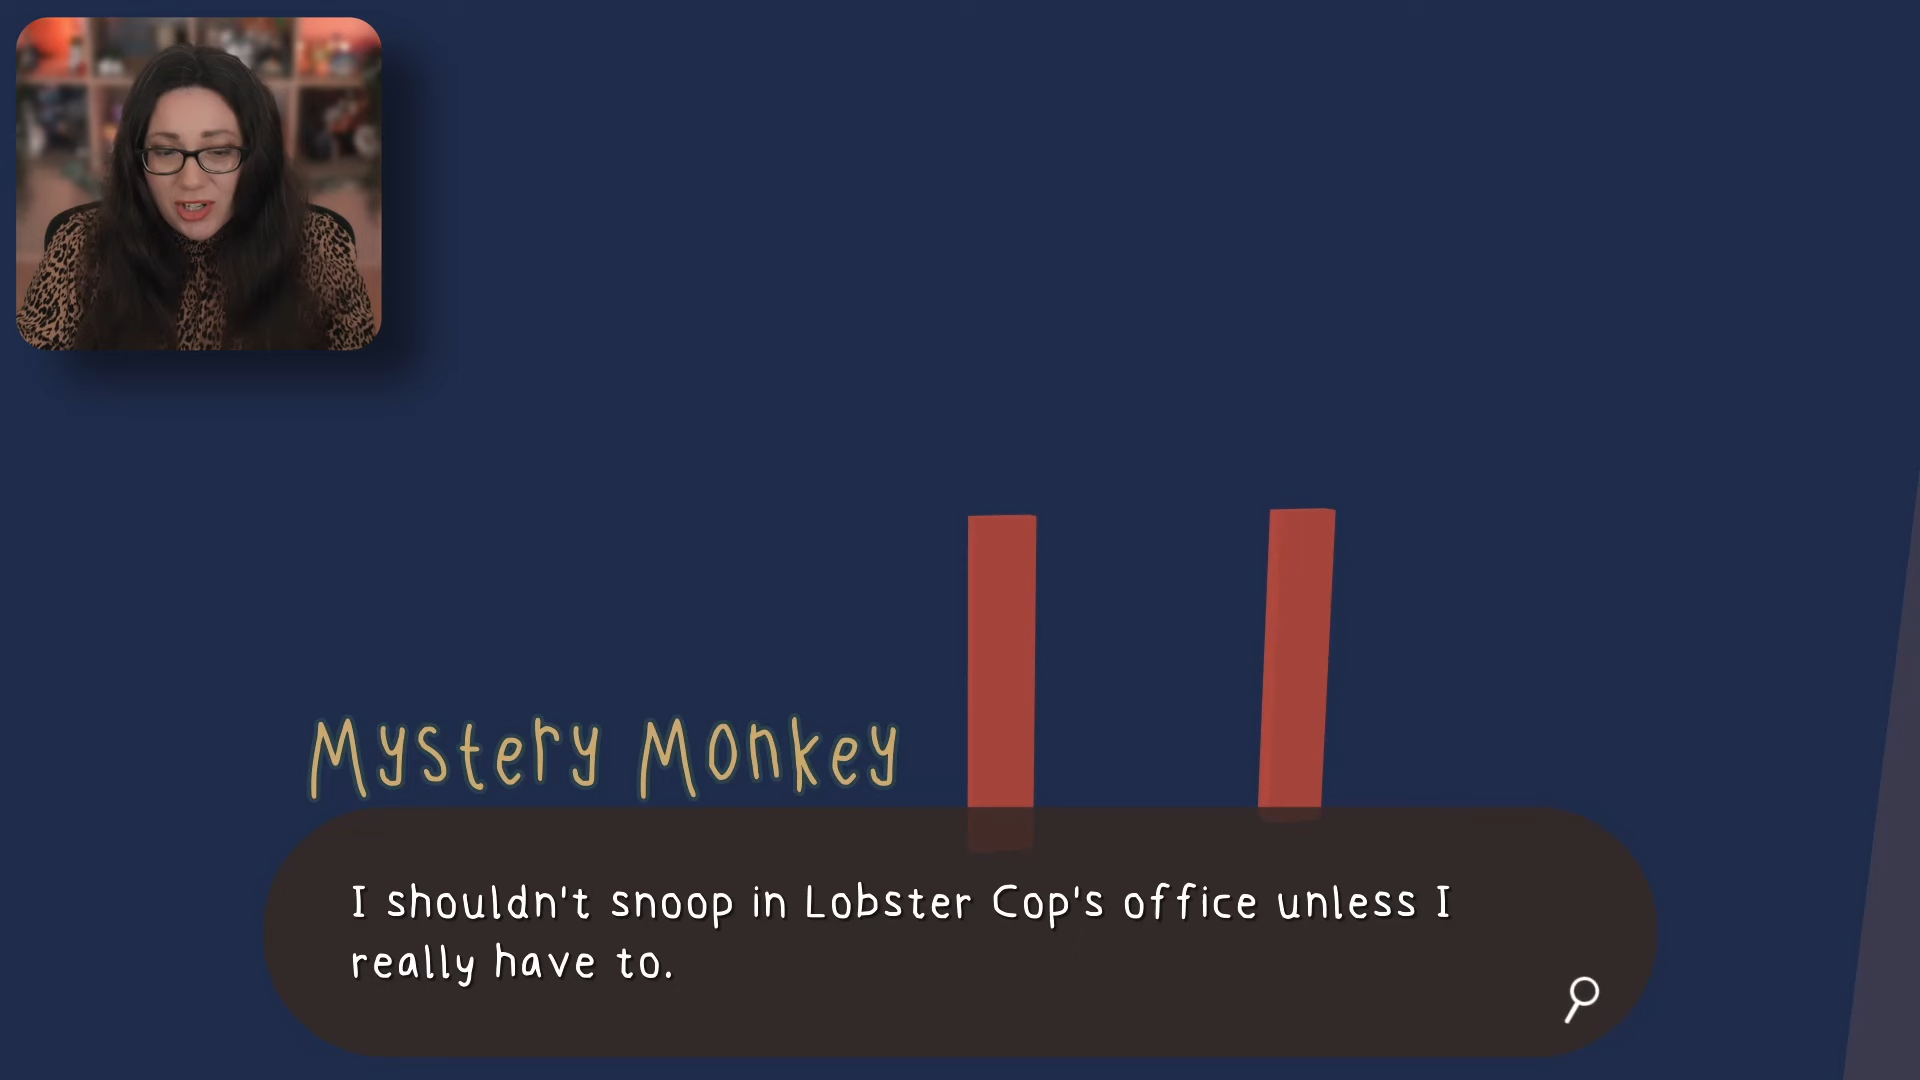 Mystery Monkey
I shouldn't snoop in Lobster Cop's office unless I
really have to.